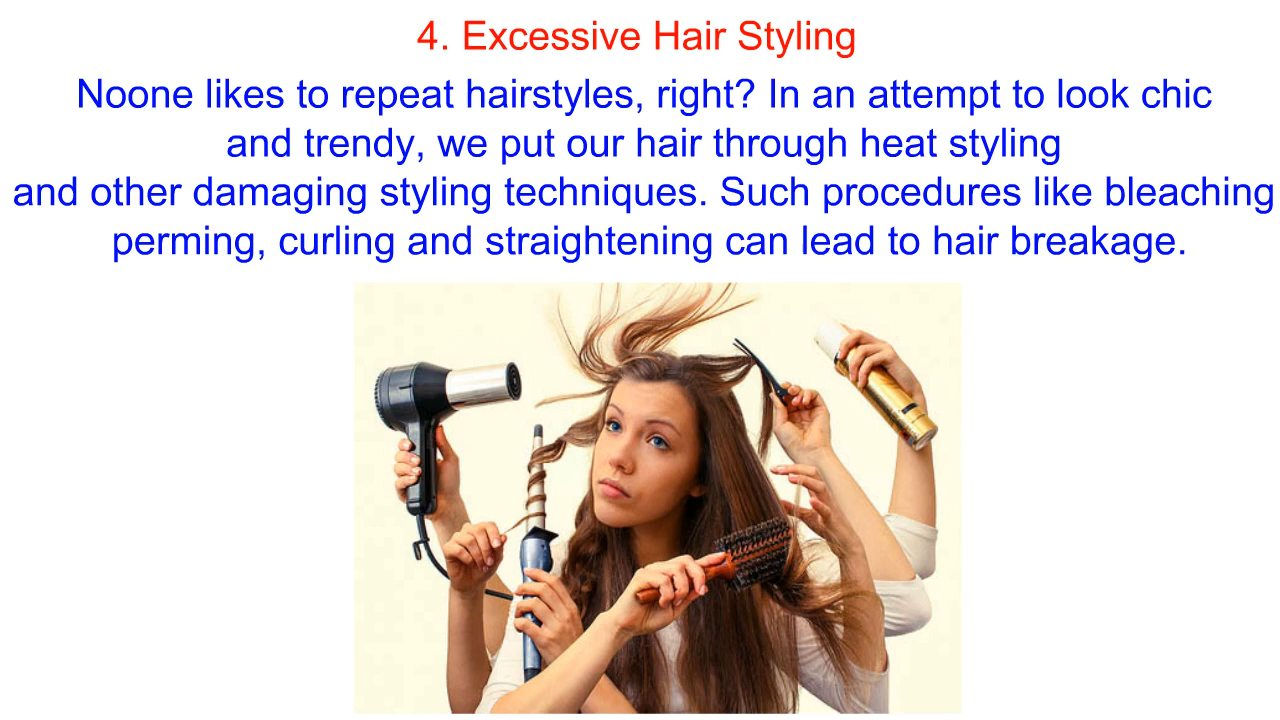 4. Excessive Hair Styling
Noone likes to repeat hairstyles, right? In an attempt to look chic
and trendy, we put our hair through heat styling
and other damaging styling techniques. Such procedures like bleaching
perming, curling and straightening can lead to hair breakage.